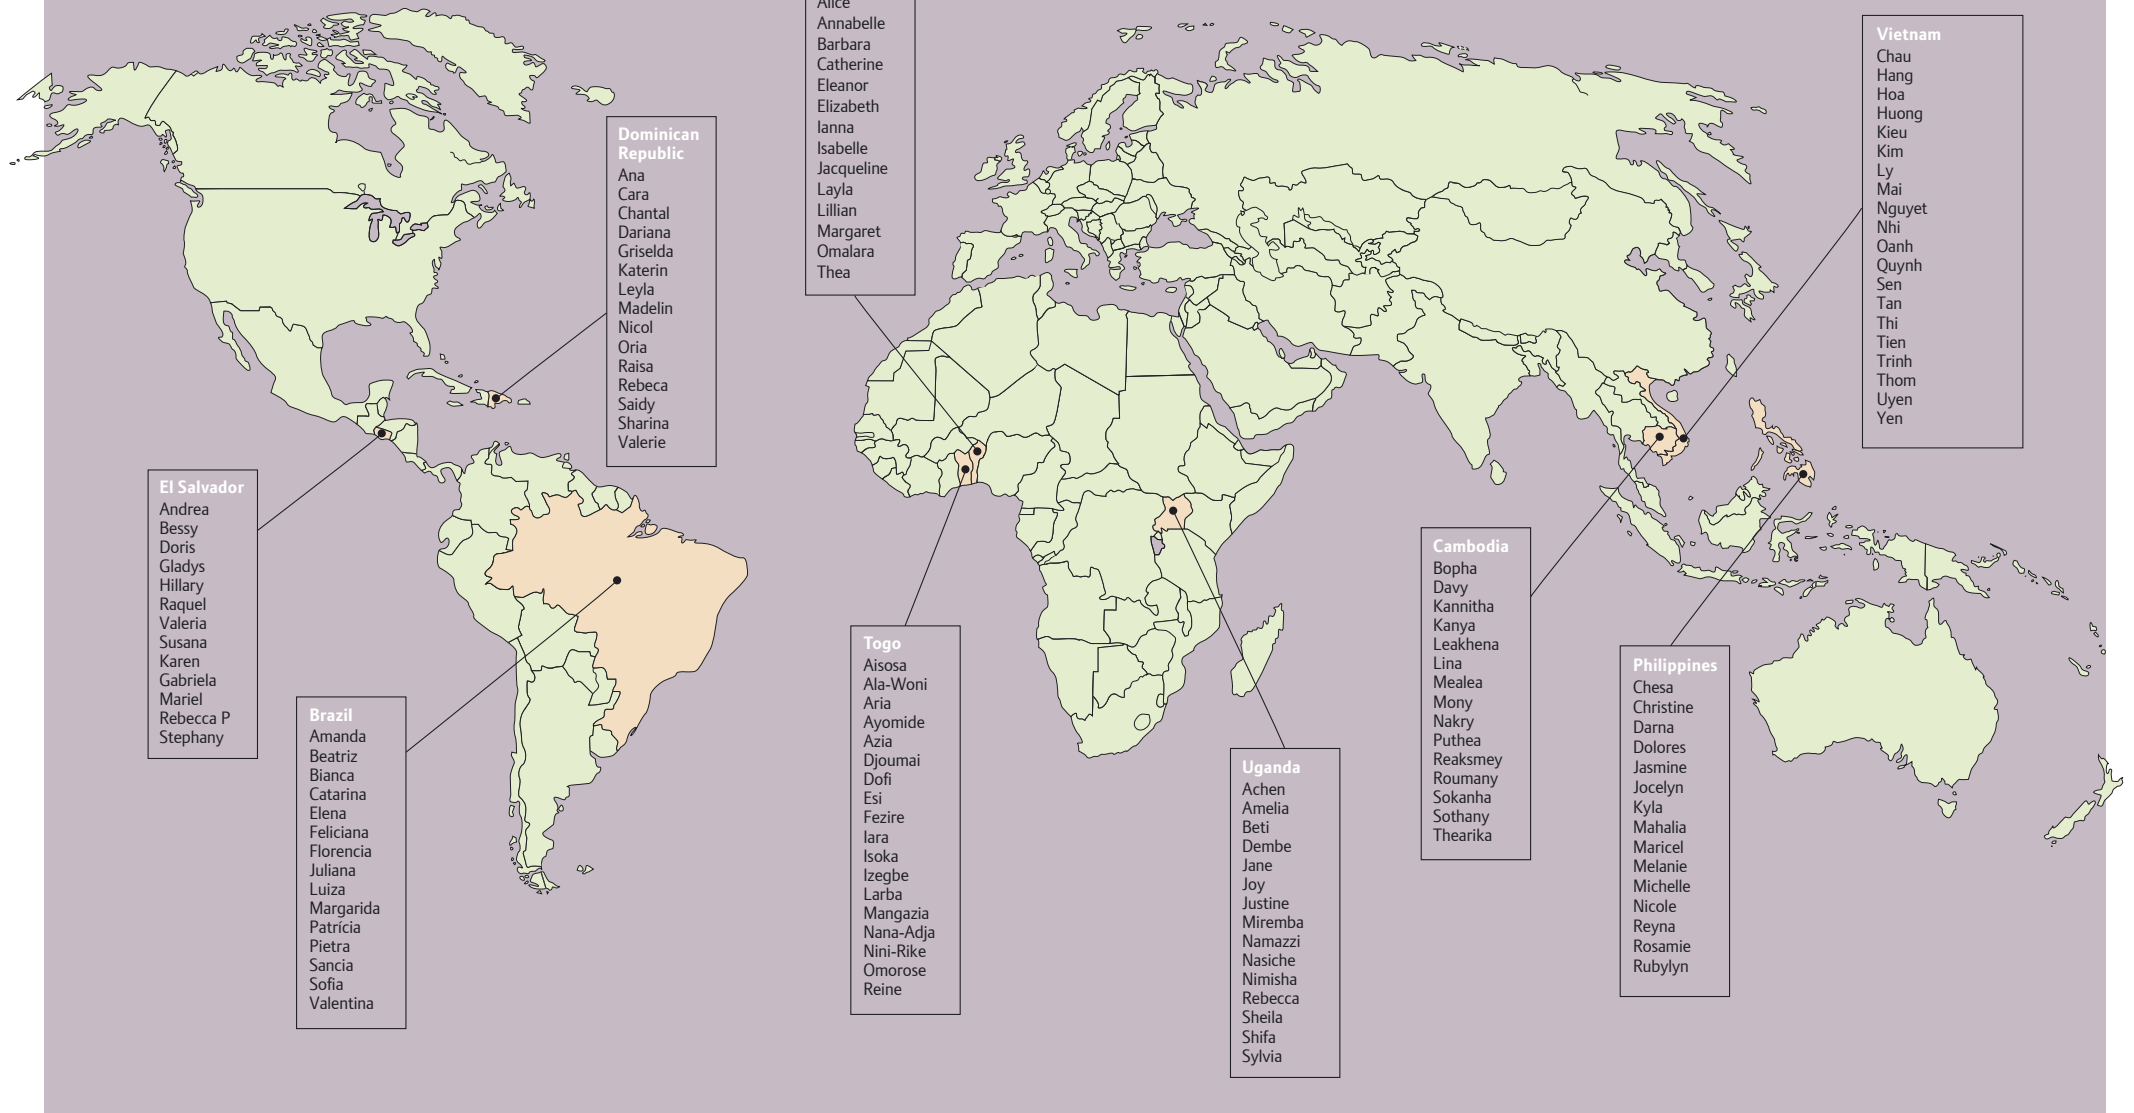 Alice
Annabelle
Barbara
Catherine
Eleanor
Elizabeth
Ianna
Isabelle
Jacqueline
Layla
Lillian
Margaret
Omalara
Thea
Vietnam
Chau
Hang
Hoa
Huong
Kieu
Kim
Ly
Mai
Nguyet
Nhi
Oanh
Quynh
Sen
Tan
Thi
Tien
Trinh
Thom
Uyen
Yen
Dominican
Republic
Ana
Cara
Chantal
Dariana
Griselda
Katerin
Leyla
Madelin
Nicol
Oria
Raisa
Rebeca
Saidy
Sharina
Valerie
El Salvador
Andrea
Bessy
Doris
Gladys
Hillary
Raquel
Valeria
Susana
Karen
Gabriela
Mariel
Rebecca P
Stephany
Brazil
Amanda
Beatriz
Bianca
Catarina
Elena
Feliciana
Florencia
Juliana
Luiza
Margarida
Patrícia
Pietra
Sancia
Sofia
Valentina
Togo
Aisosa
Ala-Woni
Aria
Ayomide
Azia
Djoumai
Dofi
Esi
Fezire
Iara
Isoka
Izegbe
Larba
Mangazia
Nana-Adja
Nini-Rike
Omorose
Reine
Uganda
Achen
Amelia
Beti
Dembe
Jane
Joy
Justine
Miremba
Namazzi
Nasiche
Nimisha
Rebecca
Sheila
Shifa
Sylvia
Cambodia
Bopha
Davy
Kannitha
Kanya
Leakhena
Lina
Mealea
Mony
Nakry
Puthea
Reaksmey
Roumany
Sokanha
Sothany
Thearika
Philippines
Chesa
Christine
Darna
Dolores
Jasmine
Jocelyn
Kyla
Mahalia
Maricel
Melanie
Michelle
Nicole
Reyna
Rosamie
Rubylyn